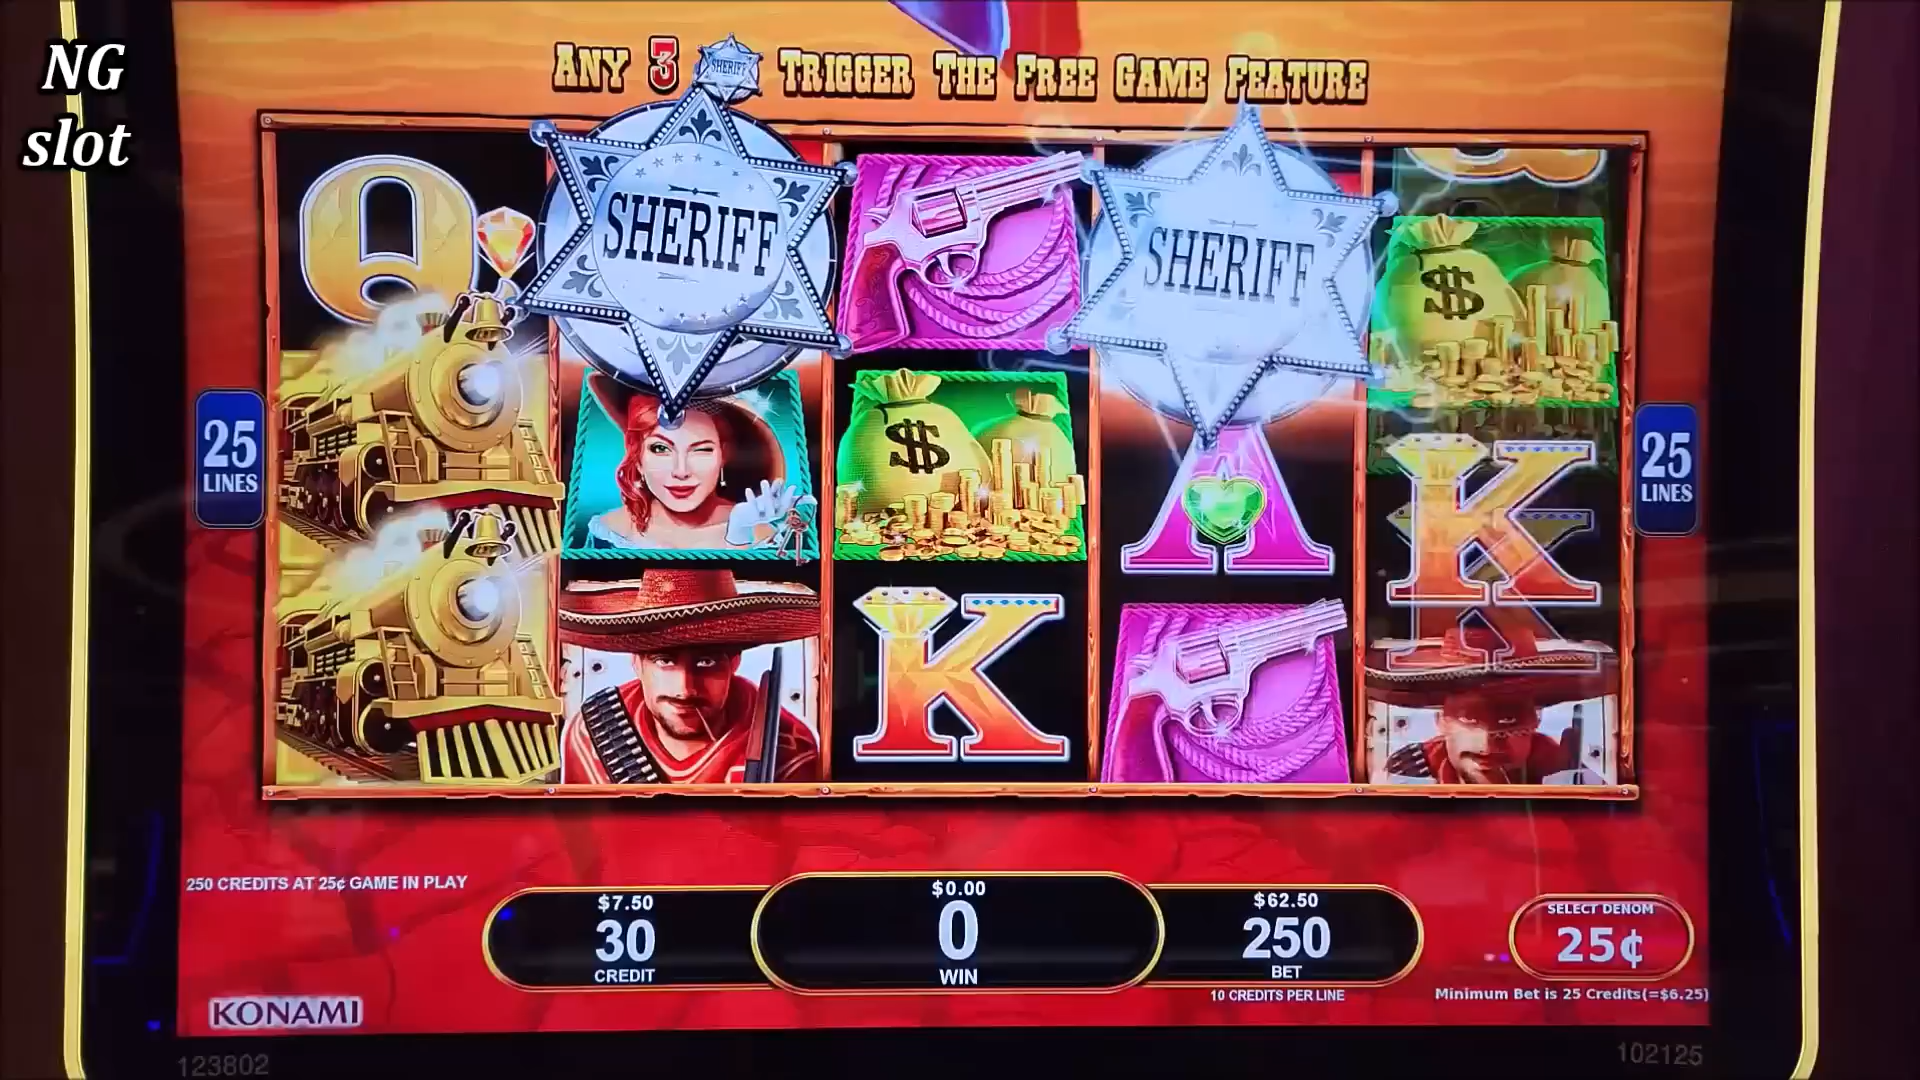 NG
slot
ANY 3 SHERIFF TRIGGER THE FREE GAME FEATURE
Q
SHERIFF
SHERIFF
$
$
A
K
K
25
LINES
25
LINES
250 CREDITS AT 25¢ GAME IN PLAY
$7.50
30
CREDIT
$0.00
0
WIN
$62.50
250
BET
10 CREDITS PER LINE
SELECT DENOM
25¢
Minimum Bet is 25 Credits(=$6.25)
KONAMI
123802
102125